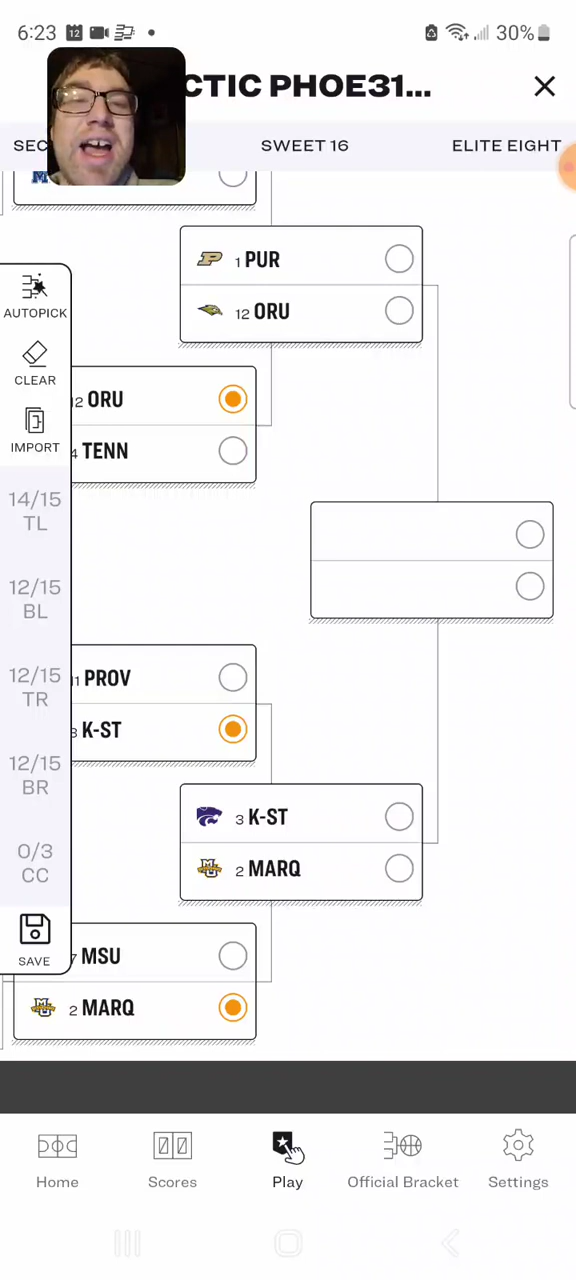 6:23
12
30%
CTIC PHOE31...
SEC
SWEET 16
ELITE EIGHT
1 PUR
12 ORU
AUTOPICK
CLEAR
12 ORU
TENN
IMPORT
14/15
TL
12/15
BL
12/15
TR
PROV
K-ST
12/15
BR
3 K-ST
2 MARQ
0/3
CC
SAVE
MSU
2 MARQ
Home
Scores
Play
Official Bracket
Settings